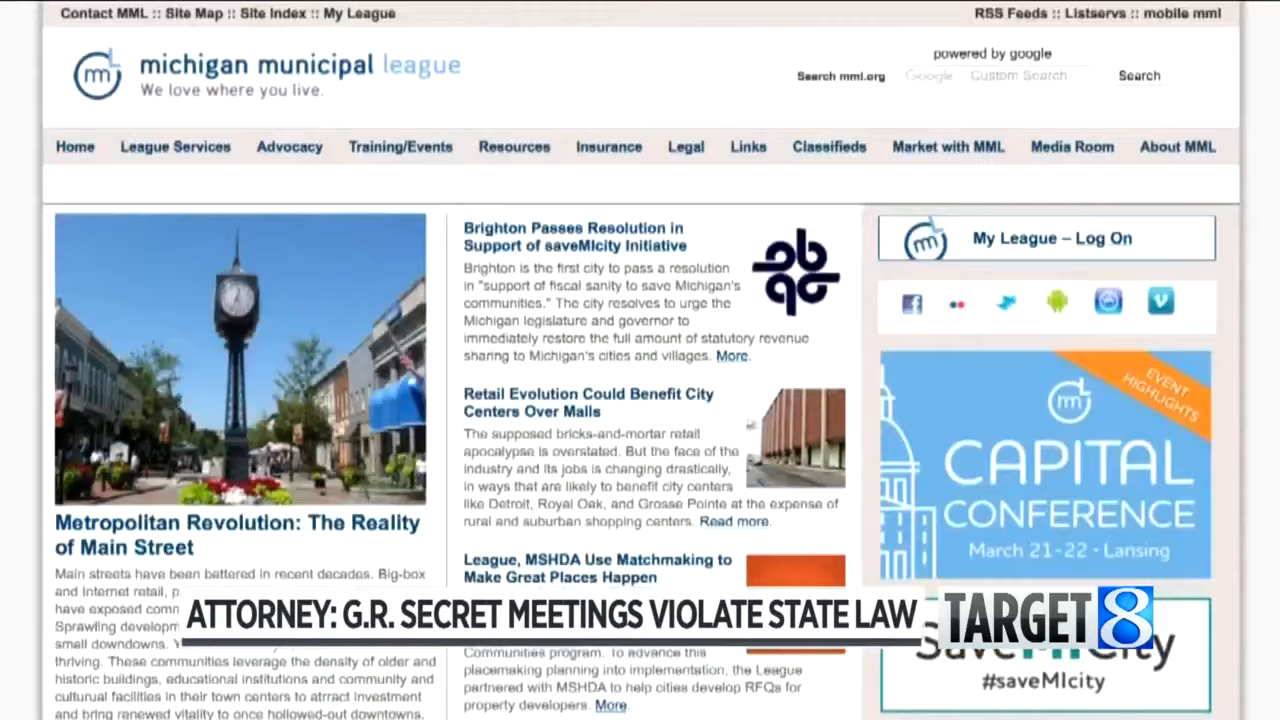 Contact MML :: Site Map :: Site Index :: My League
RSS Feeds :: Listservs :: mobile mml
michigan municipal league
We love where you live.
powered by google
Search mml.org
Google
Custom Search
Search
Home
League Services
Advocacy
Training/Events
Resources
Insurance
Legal
Links
Classifieds
Market with MML
Media Room
About MML
Metropolitan Revolution: The Reality
of Main Street
Main streets have been battered in recent decades. Big-box
and Internet retail, p
have exposed comm
Sprawling developm
small downdowns. Y
thriving. These communities leverage the density of older and
historic buildings, educational institutions and community and
cultural facilities in their town centers to attract investment
and bring renewed vitality to once hollowed-out downtowns.
Brighton Passes Resolution in
Support of saveMIcity Initiative
Brighton is the first city to pass a resolution
in "support of fiscal sanity to save Michigan's
communities." The city resolves to urge the
Michigan legislature and governor to
immediately restore the full amount of statutory revenue
sharing to Michigan's cities and villages. More.
Retail Evolution Could Benefit City
Centers Over Malls
The supposed bricks-and-mortar retail
apocalypse is overstated. But the face of the
industry and its jobs is changing drastically,
in ways that are likely to benefit city centers
like Detroit, Royal Oak, and Grosse Pointe at the expense of
rural and suburban shopping centers. Read more.
League, MSHDA Use Matchmaking to
Make Great Places Happen
Communities program. To advance this
placemaking planning into implementation, the League
partnered with MSHDA to help cities develop RFQs for
property developers. More.
My League – Log On
EVENT
HIGHLIGHTS
CAPITAL
CONFERENCE
March 21-22 · Lansing
#saveMIcity
ATTORNEY: G.R. SECRET MEETINGS VIOLATE STATE LAW
TARGET 8